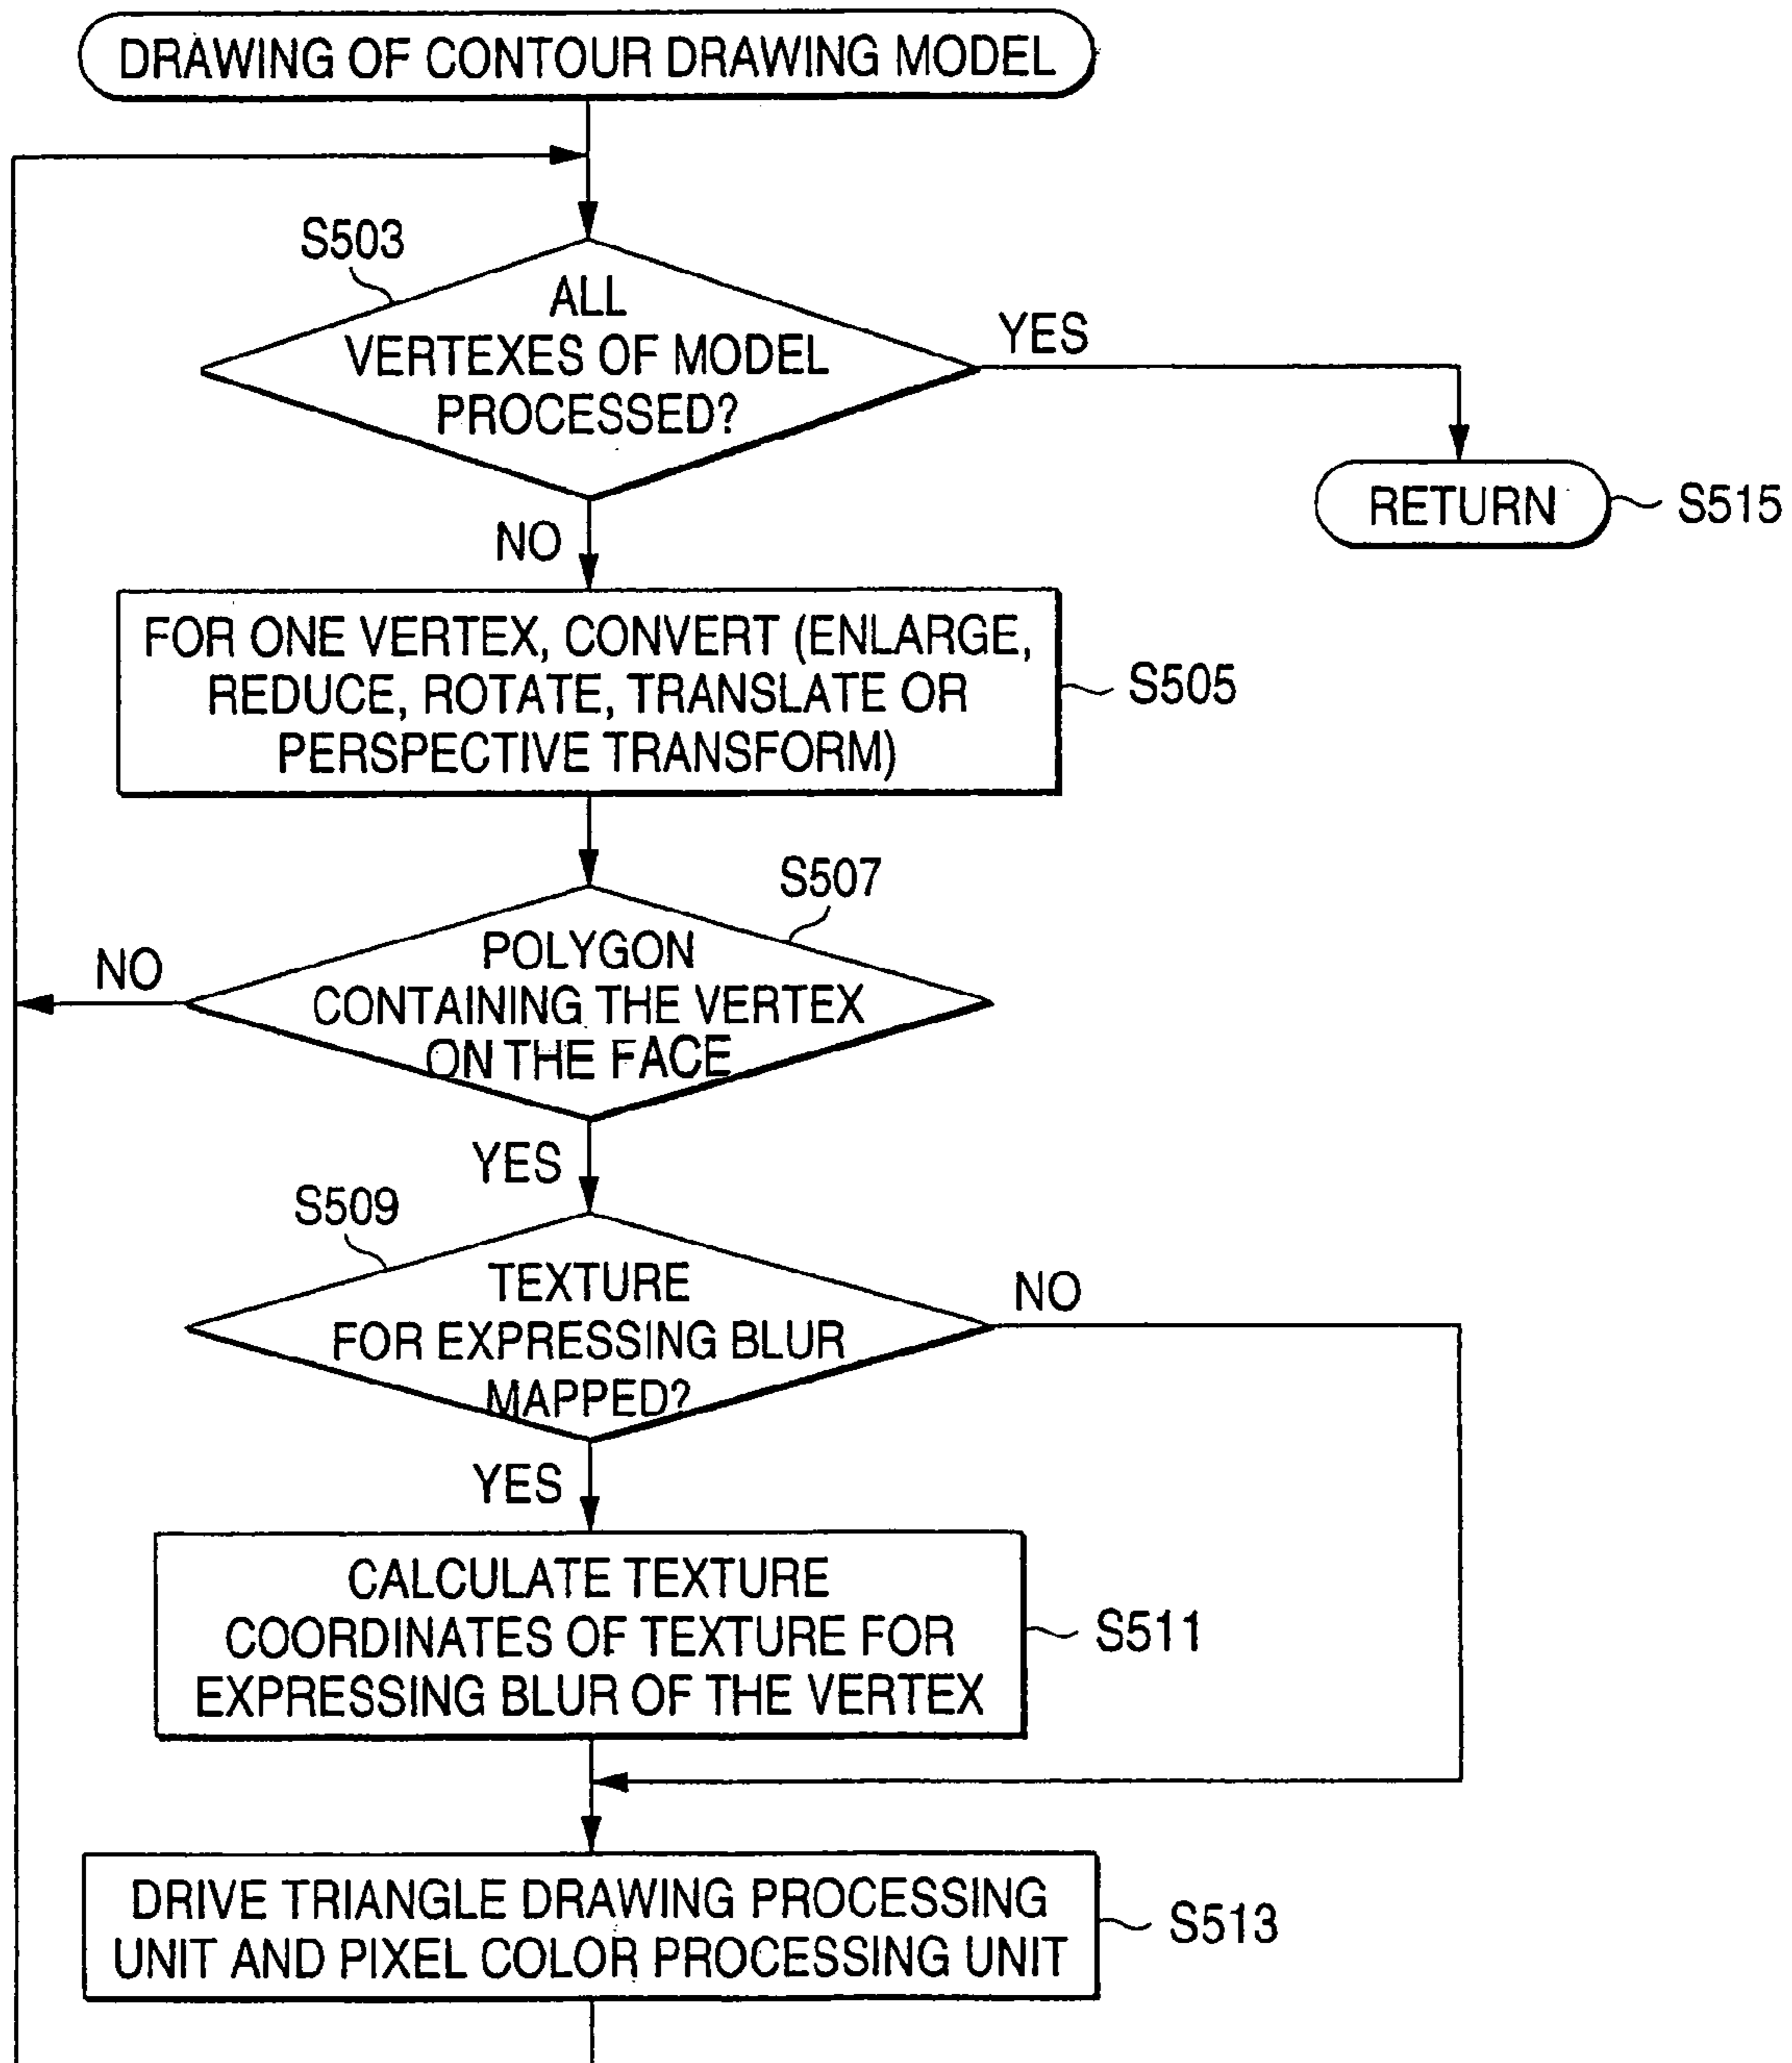 DRAWING OF CONTOUR DRAWING MODEL
S503
ALL
VERTEXES OF MODEL
PROCESSED?
YES
RETURN
S515
NO
FOR ONE VERTEX, CONVERT (ENLARGE,
REDUCE, ROTATE, TRANSLATE OR
PERSPECTIVE TRANSFORM)
S505
S507
POLYGON
CONTAINING THE VERTEX
ON THE FACE
NO
YES
S509
TEXTURE
FOR EXPRESSING BLUR
MAPPED?
NO
YES
CALCULATE TEXTURE
COORDINATES OF TEXTURE FOR
EXPRESSING BLUR OF THE VERTEX
S511
DRIVE TRIANGLE DRAWING PROCESSING
UNIT AND PIXEL COLOR PROCESSING UNIT
S513